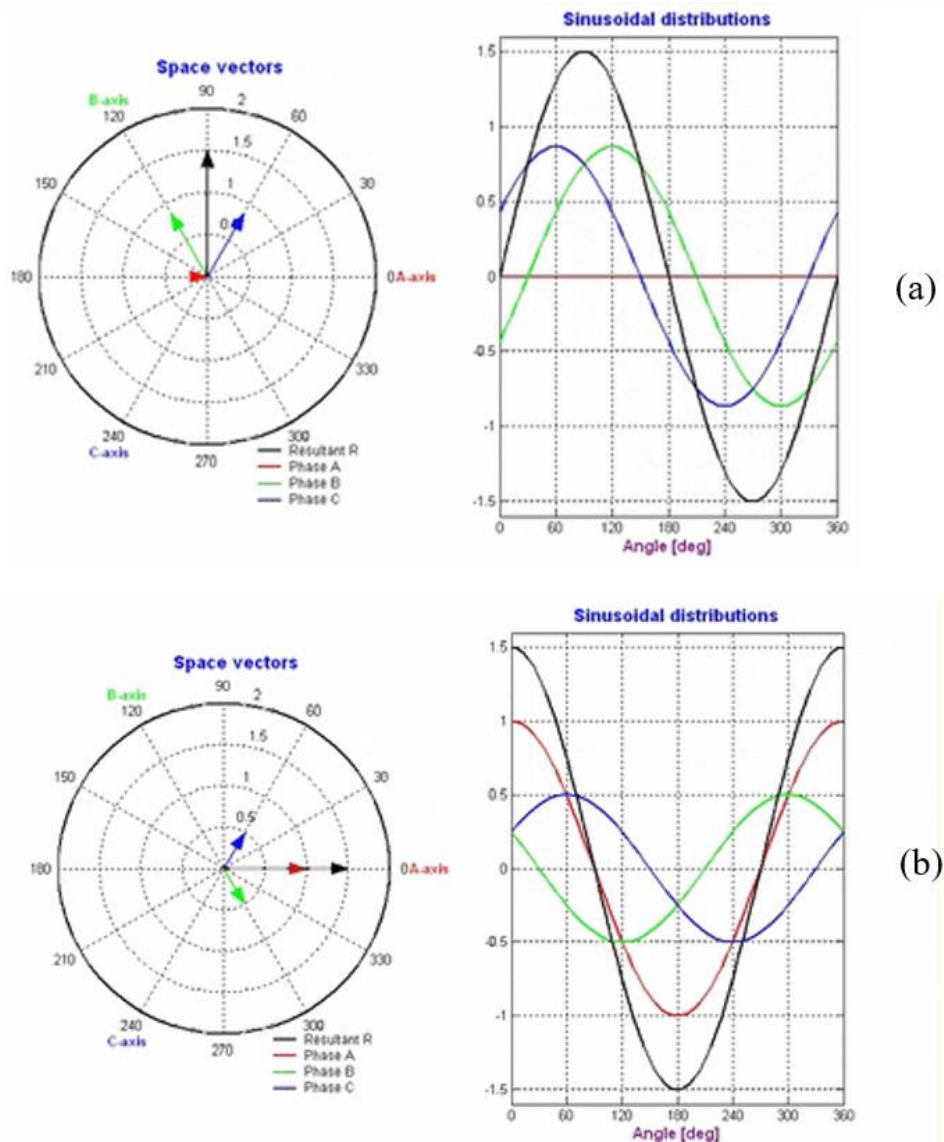 Sinusoidal distributions
Space vectors
B-axis
90
2
120
60
1.5
150
1
30
0
180
0
A-axis
210
330
240
300
C-axis
270
Resultant R
Phase A
Phase B
Phase C
1.5
1
0.5
0
-0.5
-1
-1.5
0 60 120 180 240 300 360
Angle [deg]
(a)
Sinusoidal distributions
Space vectors
B-axis
90
2
120
60
1.5
150
1
30
0.5
180
0
A-axis
210
330
240
300
C-axis
270
Resultant R
Phase A
Phase B
Phase C
1.5
1
0.5
0
-0.5
-1
-1.5
0 60 120 180 240 300 360
Angle [deg]
(b)